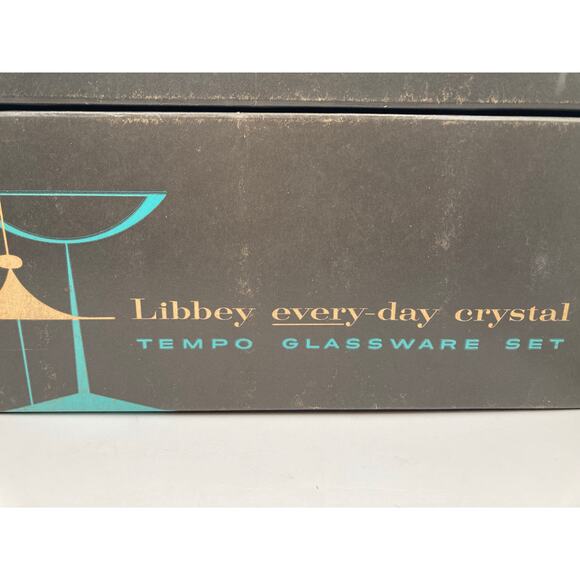 Libbey every-day crystal
TEMPO GLASSWARE SET